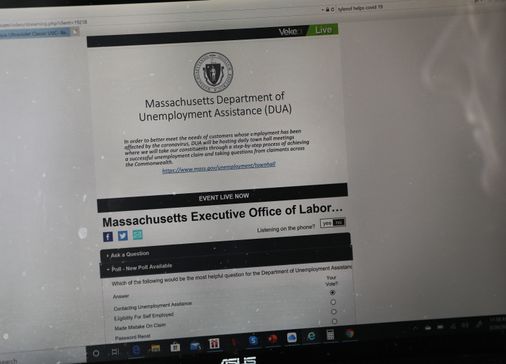 tylenol helps covid 19
Veke Live
Massachusetts Department of
Unemployment Assistance (DUA)
In order to better meet the needs of customers whose employment has been
affected by the coronavirus, DUA will be hosting daily town hall meetings
where we will take our constituents through a step-by-step process of achieving
a successful unemployment claim and taking questions from claimants across
the Commonwealth.
https://www.mass.gov/unemployment/townhall
EVENT LIVE NOW
Massachusetts Executive Office of Labor...
Listening on the phone? yes no
Ask a Question
Poll - New Poll Available
Which of the following would be the most helpful question for the Department of Unemployment Assistanc
Your
Answer Vote?
Contacting Unemployment Assistance
Eligibility For Self Employed
Made Mistake On Claim
Password Reset
search
ASUS